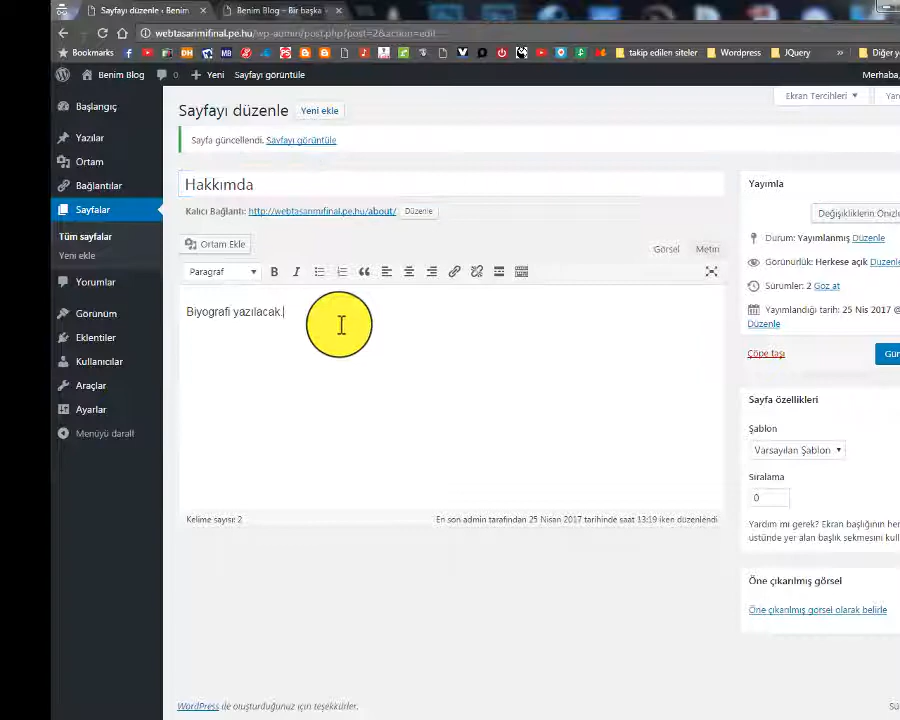 Sayfayı düzenle ‹ Benim
Benim Blog – Bir başka
webtasarimifinal.pe.hu/wp-admin/post.php?post=2&action=edit
Bookmarks
takip edilen siteler
Wordpress
JQuery
»
Diğer y
Benim Blog
0
Yeni
Sayfayı görüntüle
Merhaba,
Başlangıç
Yazılar
Ortam
Bağlantılar
Sayfalar
Tüm sayfalar
Yeni ekle
Yorumlar
Görünüm
Eklentiler
Kullanıcılar
Araçlar
Ayarlar
Menüyü daralt
Ekran Tercihleri
Yar
Sayfayı düzenle
Yeni ekle
Sayfa güncellendi. Sayfayı görüntüle
Hakkımda
Kalıcı Bağlantı: http://webtasarimifinal.pe.hu/about/
Düzenle
Ortam Ekle
Görsel
Metin
Paragraf
B
I
Biyografi yazılacak.
Kelime sayısı: 2
En son admin tarafından 25 Nisan 2017 tarihinde saat 13:19 iken düzenlendi
Yayımla
Değişikliklerin Önizle
Durum: Yayımlanmış Düzenle
Görünürlük: Herkese açık Düzenle
Sürümler: 2 Göz at
Yayımlandığı tarih: 25 Nis 2017 @
Düzenle
Çöpe taşı
Gün
Sayfa özellikleri
Şablon
Varsayılan Şablon
Sıralama
0
Yardım mı gerek? Ekran başlığının her
üstünde yer alan başlık sekmesini kull
Öne çıkarılmış görsel
Öne çıkarılmış görsel olarak belirle
WordPress ile oluşturduğunuz için teşekkürler.
Sü